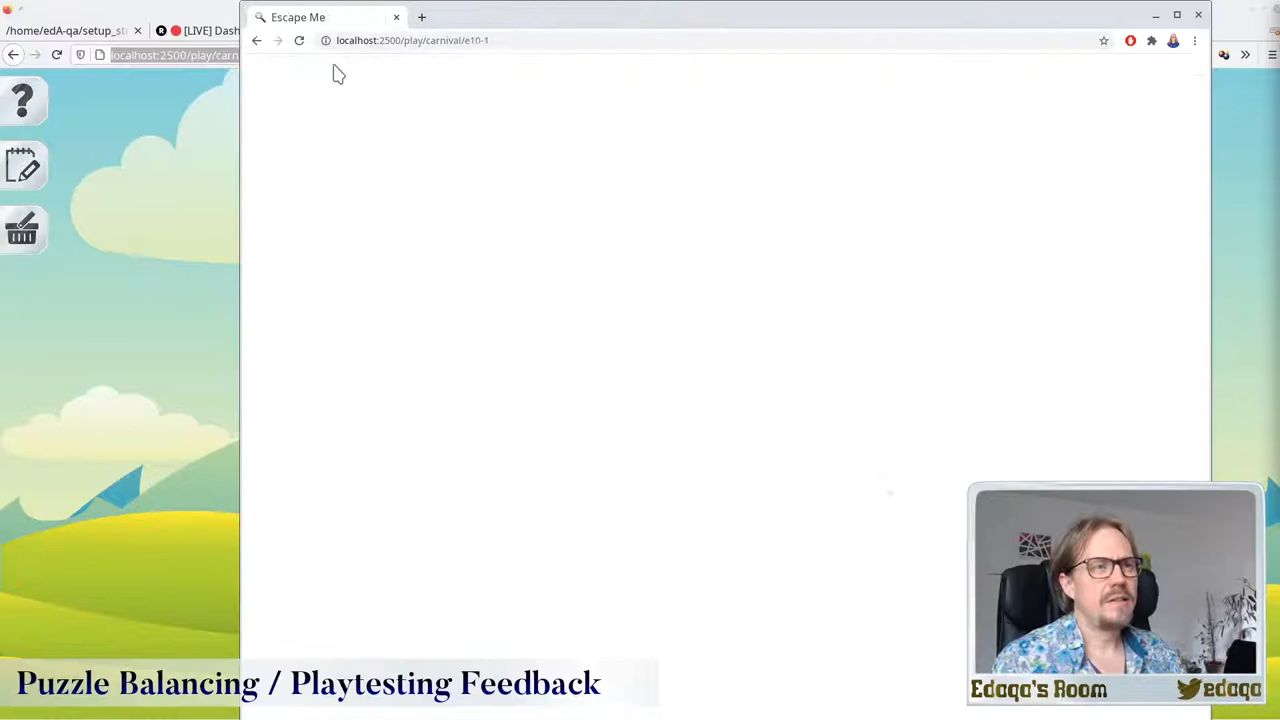 Escape Me
/home/edA-qa/setup_st
[LIVE] Dash
localhost:2500/play/carnival/e10-1
localhost:2500/play/carn
?
Puzzle Balancing / Playtesting Feedback
Edaqa's Room
edaqa